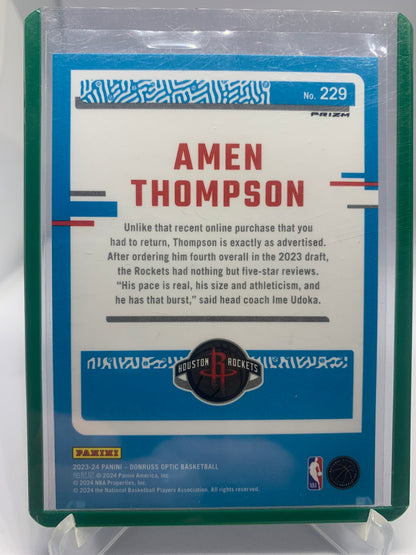 No. 229
PRIZM
AMEN
THOMPSON
Unlike that recent online purchase that you
had to return, Thompson is exactly as advertised.
After ordering him fourth overall in the 2023 draft,
the Rockets had nothing but five-star reviews.
“His pace is real, his size and athleticism, and
he has that burst,” said head coach Ime Udoka.
HOUSTON R ROCKETS
PANINI
2023-24 PANINI – DONRUSS OPTIC BASKETBALL
© 2024 Panini America, Inc.
© 2024 NBA Properties, Inc.
© 2024 the National Basketball Players Association. All rights reserved.
NBA